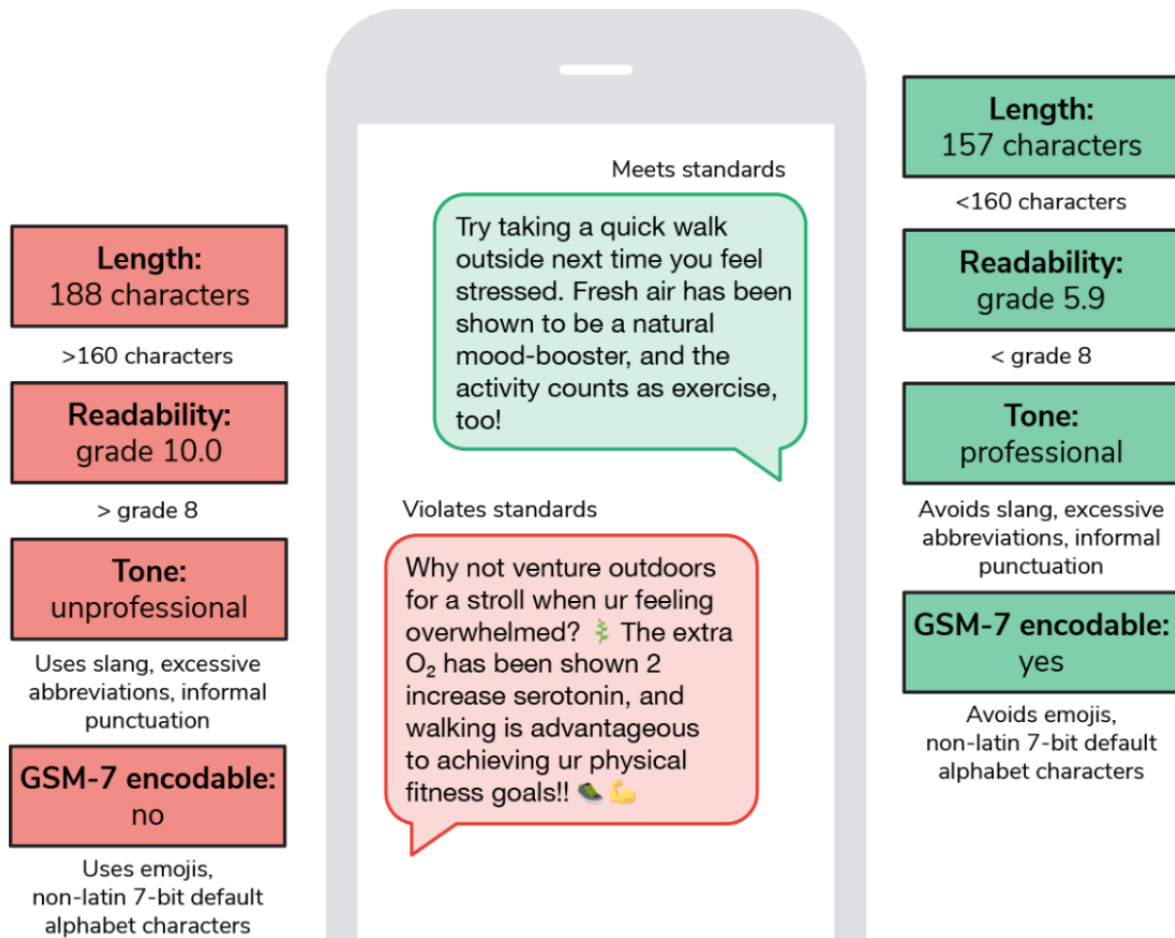 Length:
188 characters
>160 characters
Readability:
grade 10.0
> grade 8
Tone:
unprofessional
Uses slang, excessive
abbreviations, informal
punctuation
GSM-7 encodable:
no
Uses emojis,
non-latin 7-bit default
alphabet characters
Meets standards
Try taking a quick walk
outside next time you feel
stressed. Fresh air has been
shown to be a natural
mood-booster, and the
activity counts as exercise,
too!
Violates standards
Why not venture outdoors
for a stroll when ur feeling
overwhelmed? 🌿 The extra
O₂ has been shown 2
increase serotonin, and
walking is advantageous
to achieving ur physical
fitness goals!! 👟 💪
Length:
157 characters
<160 characters
Readability:
grade 5.9
< grade 8
Tone:
professional
Avoids slang, excessive
abbreviations, informal
punctuation
GSM-7 encodable:
yes
Avoids emojis,
non-latin 7-bit default
alphabet characters